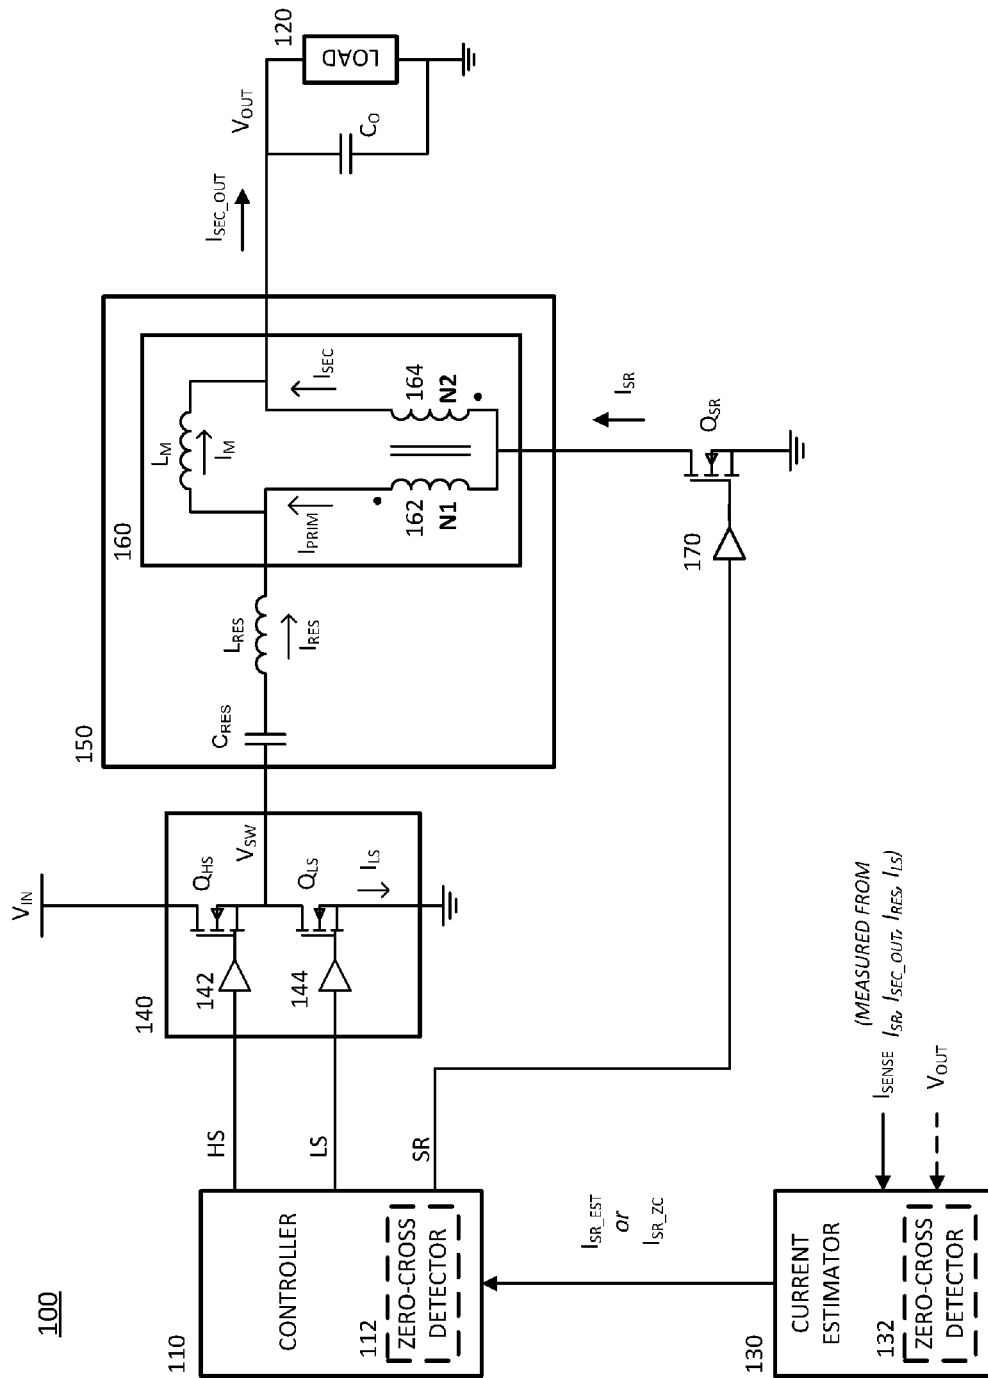 100
V_IN
140
142
144
Q_HS
Q_LS
I_LS
V_SW
HS
LS
SR
110
CONTROLLER
112
ZERO-CROSS
DETECTOR
150
C_RES
L_RES
I_RES
160
L_M
I_M
I_PRIM
I_SEC
162
N1
164
N2
I_SEC_OUT
V_OUT
C_O
120
LOAD
I_SR
Q_SR
170
I_SR_EST
or
I_SR_ZC
130
CURRENT
ESTIMATOR
132
ZERO-CROSS
DETECTOR
I_SENSE
(MEASURED FROM
I_SR, I_SEC_OUT, I_RES, I_LS)
V_OUT